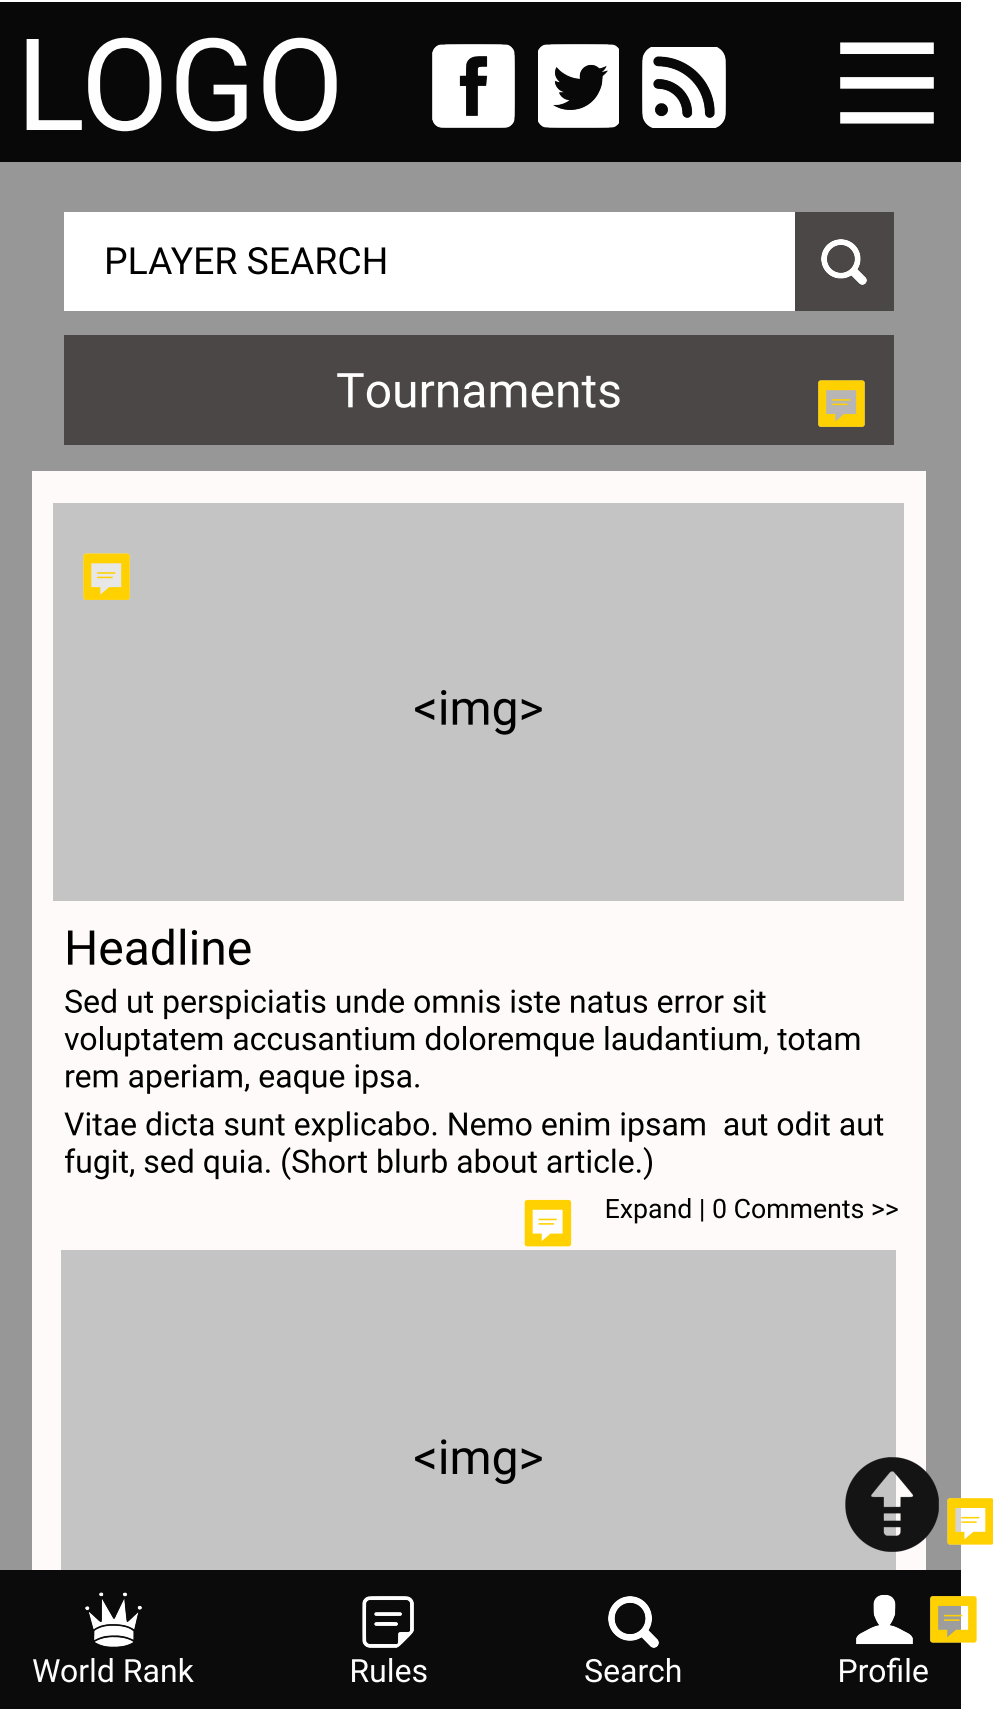 LOGO
PLAYER SEARCH
Tournaments
<img>
Headline
Sed ut perspiciatis unde omnis iste natus error sit
voluptatem accusantium doloremque laudantium, totam
rem aperiam, eaque ipsa.
Vitae dicta sunt explicabo. Nemo enim ipsam  aut odit aut
fugit, sed quia. (Short blurb about article.)
Expand | 0 Comments >>
<img>
World Rank
Rules
Search
Profile